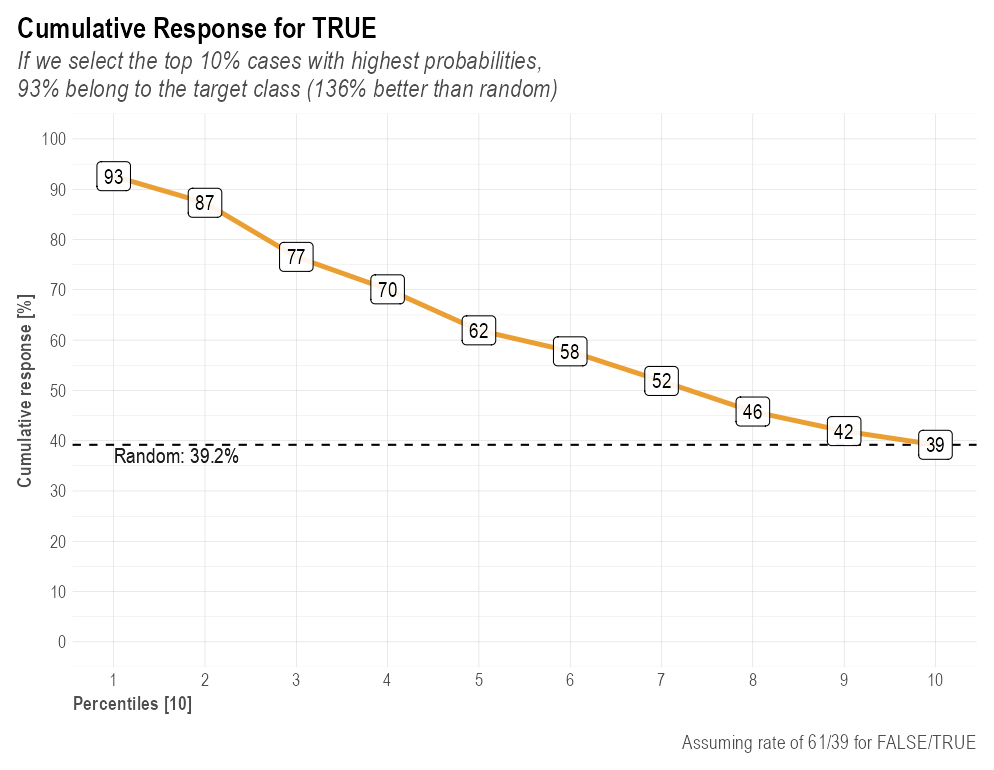 Cumulative Response for TRUE
If we select the top 10% cases with highest probabilities,
93% belong to the target class (136% better than random)
Cumulative response [%]
100
90
80
70
60
50
40
30
20
10
0
93
87
77
70
62
58
52
46
42
39
Random: 39.2%
1 2 3 4 5 6 7 8 9 10
Percentiles [10]
Assuming rate of 61/39 for FALSE/TRUE